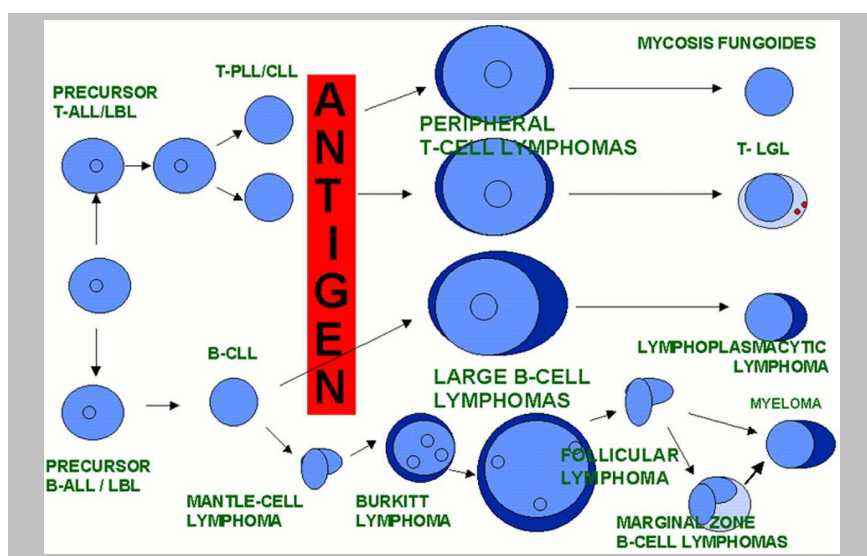 MYCOSIS FUNGOIDES
T-PLL/CLL
PRECURSOR
T-ALL/LBL
ANTIGEN
PERIPHERAL
T-CELL LYMPHOMAS
T- LGL
B-CLL
LYMPHOPLASMACYTIC
LYMPHOMA
LARGE B-CELL
LYMPHOMAS
MYELOMA
PRECURSOR
B-ALL / LBL
MANTLE-CELL
LYMPHOMA
BURKITT
LYMPHOMA
FOLLICULAR
LYMPHOMA
MARGINAL ZONE
B-CELL LYMPHOMAS